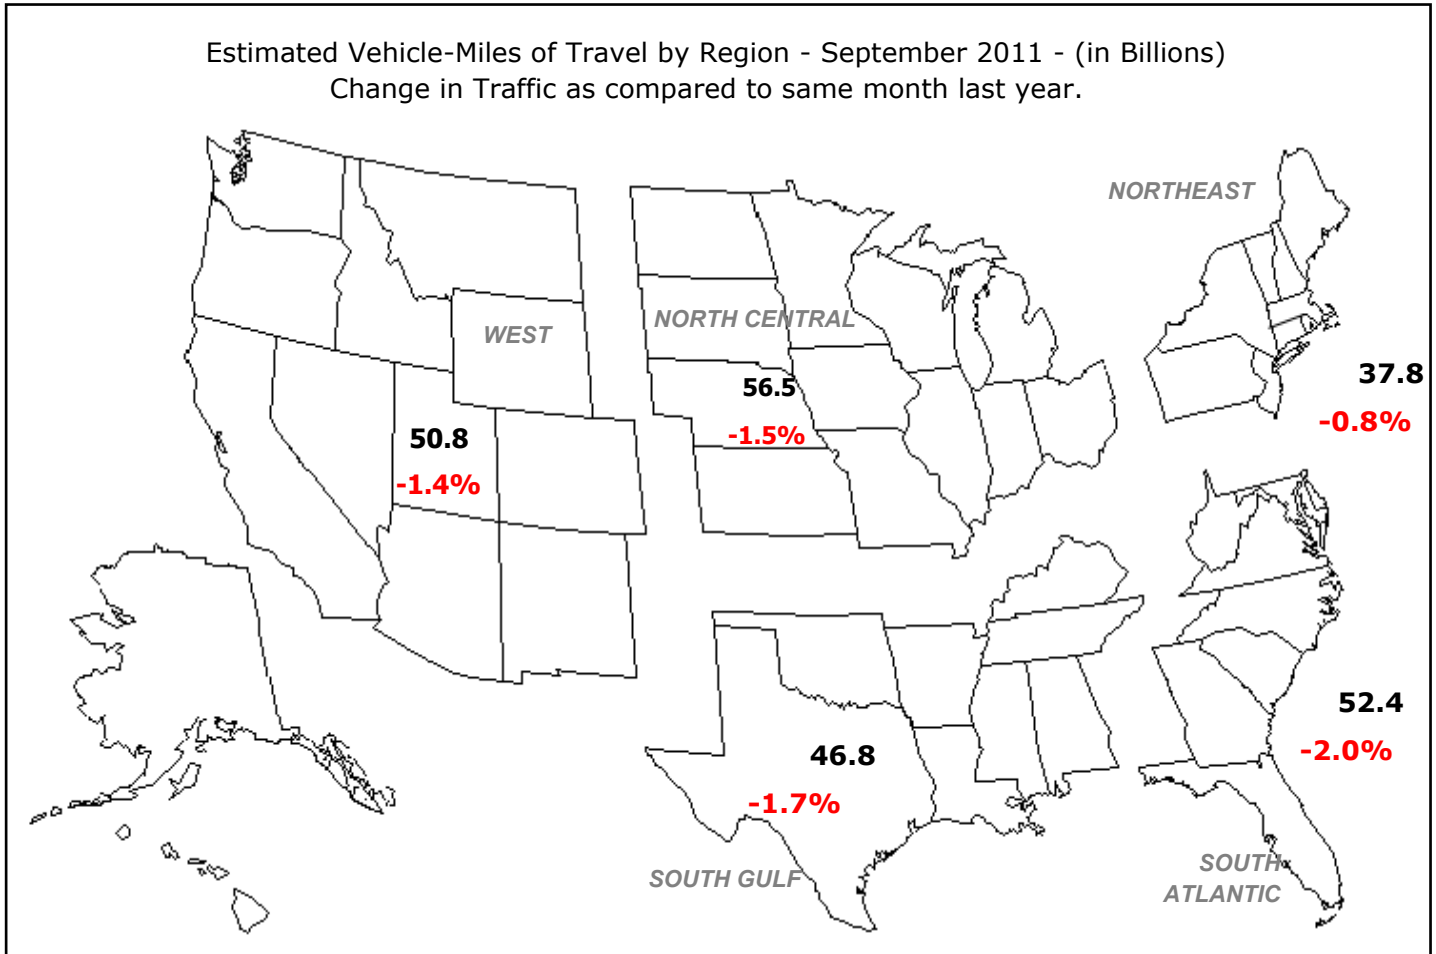 Estimated Vehicle-Miles of Travel by Region - September 2011 - (in Billions)
Change in Traffic as compared to same month last year.
NORTHEAST
WEST
NORTH CENTRAL
37.8
-0.8%
56.5
-1.5%
50.8
-1.4%
52.4
-2.0%
46.8
-1.7%
SOUTH GULF
SOUTH
ATLANTIC